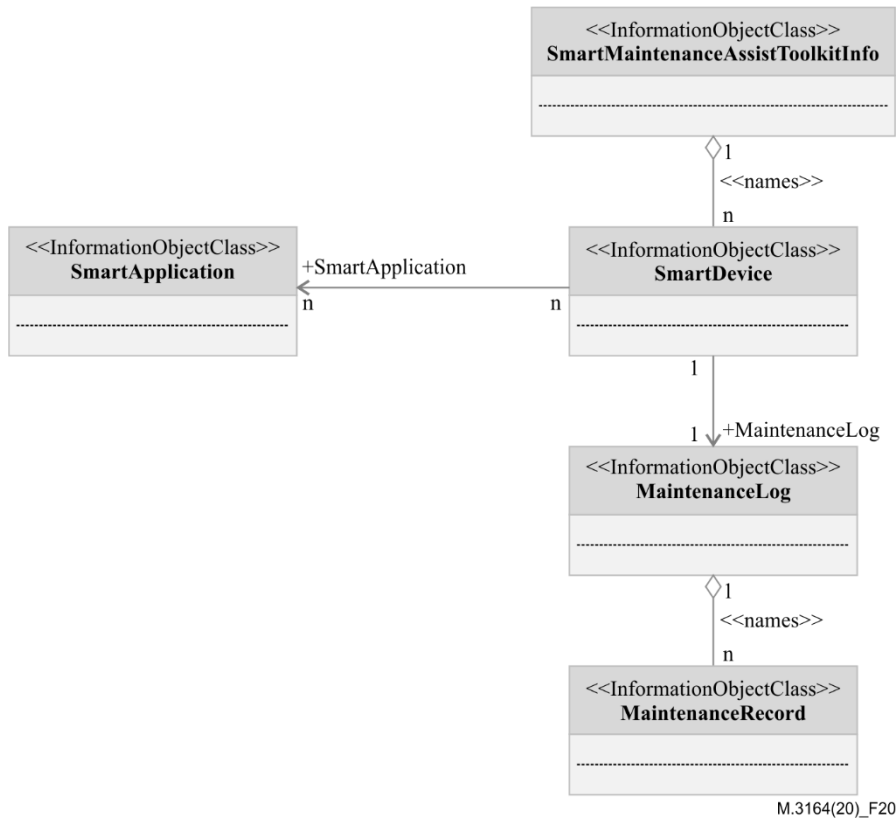 <<InformationObjectClass>>
SmartMaintenanceAssistToolkitInfo
1
<<names>>
n
<<InformationObjectClass>>
SmartApplication
+SmartApplication
n
n
<<InformationObjectClass>>
SmartDevice
1
1
+MaintenanceLog
<<InformationObjectClass>>
MaintenanceLog
1
<<names>>
n
<<InformationObjectClass>>
MaintenanceRecord
M.3164(20)_F20